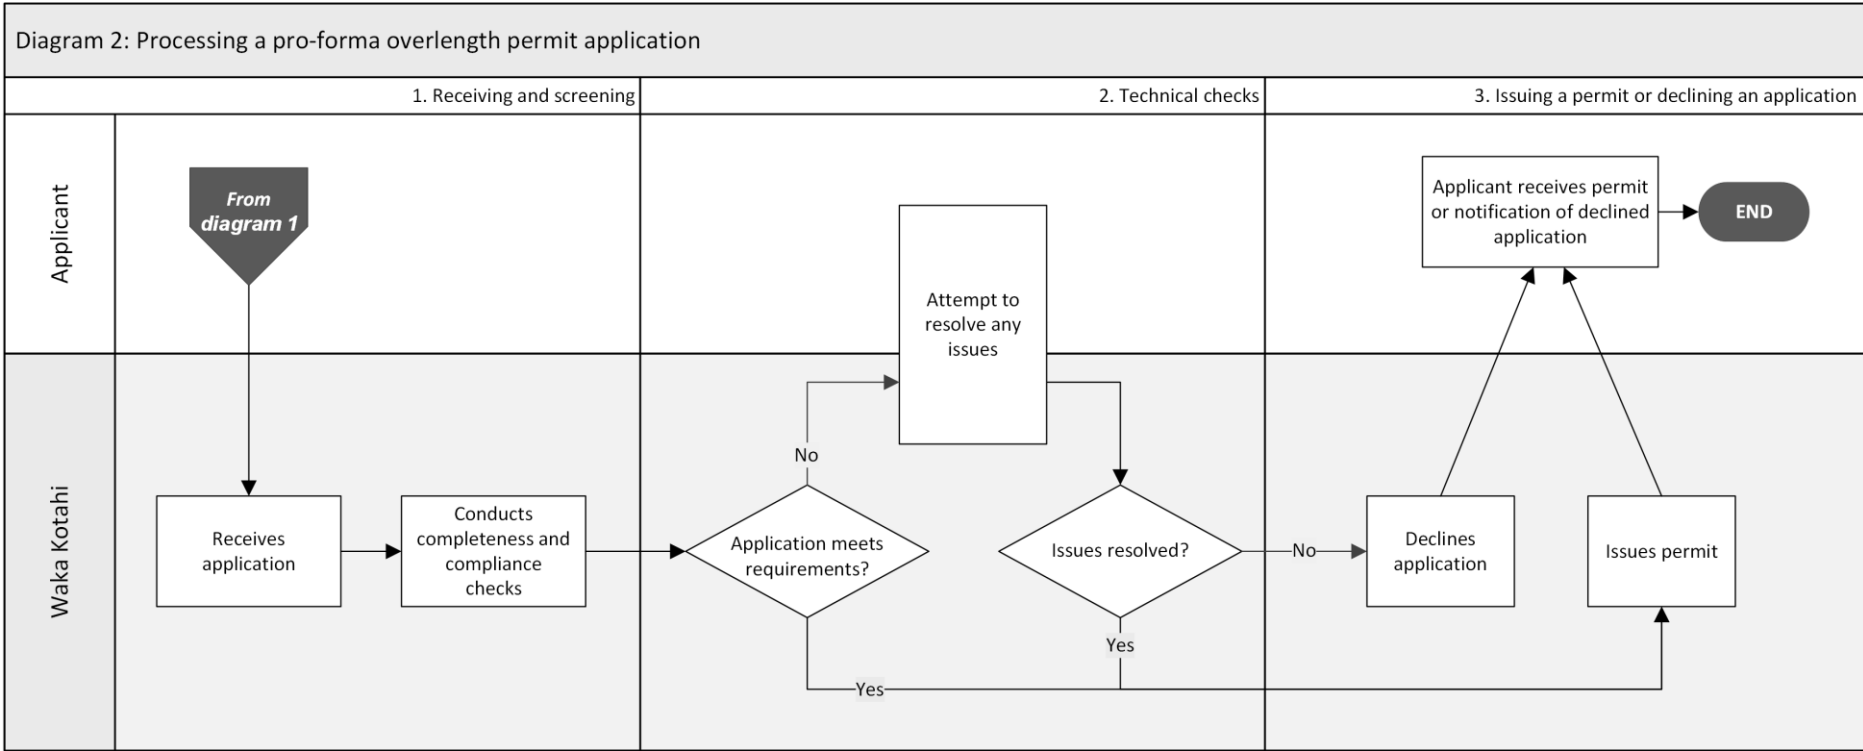 Diagram 2: Processing a pro-forma overlength permit application
1. Receiving and screening
2. Technical checks
3. Issuing a permit or declining an application
Applicant
From
diagram 1
Attempt to
resolve any
issues
Applicant receives permit
or notification of declined
application
END
Waka Kotahi
Receives
application
Conducts
completeness and
compliance
checks
Application meets
requirements?
No
Yes
Issues resolved?
No
Yes
Declines
application
Issues permit